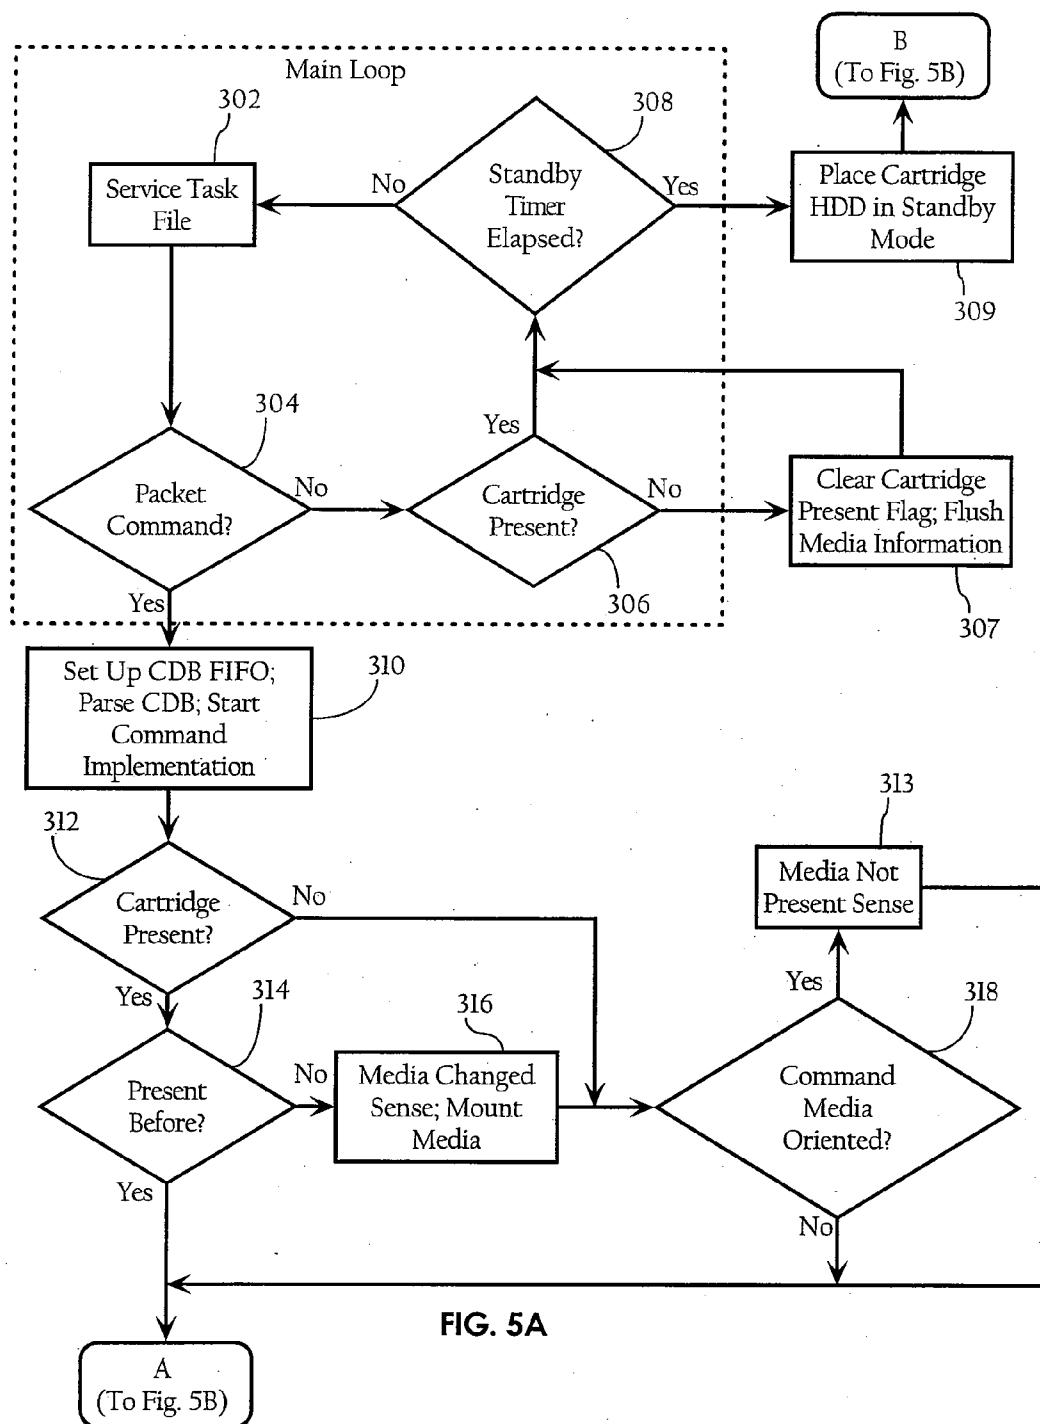 B
(To Fig. 5B)
Main Loop
302
308
Service Task
File
No
Standby
Timer
Elapsed?
Yes
Place Cartridge
HDD in Standby
Mode
309
304
Packet
Command?
No
Yes
Cartridge
Present?
No
Clear Cartridge
Present Flag; Flush
Media Information
306
307
Yes
Set Up CDB FIFO;
Parse CDB; Start
Command
Implementation
310
312
Cartridge
Present?
No
313
Media Not
Present Sense
Yes
314
316
Yes
318
Present
Before?
No
Media Changed
Sense; Mount
Media
Command
Media
Oriented?
Yes
No
FIG. 5A
A
(To Fig. 5B)